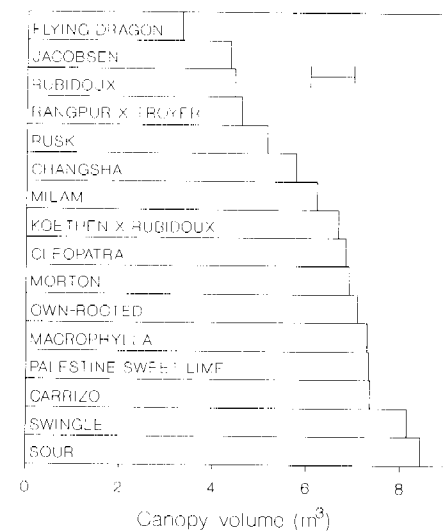 FLYING DRAGON
JACOBSEN
RUBIDOUX
RANGPUR X TROYER
RUSK
CHANGSHA
MILAM
KOETHEN X RUBIDOUX
CLEOPATRA
MORTON
OWN-ROOTED
MACROPHYLLA
PALESTINE SWEET LIME
CARRIZO
SWINGLE
SOUR
0 2 4 6 8
Canopy volume (m³)